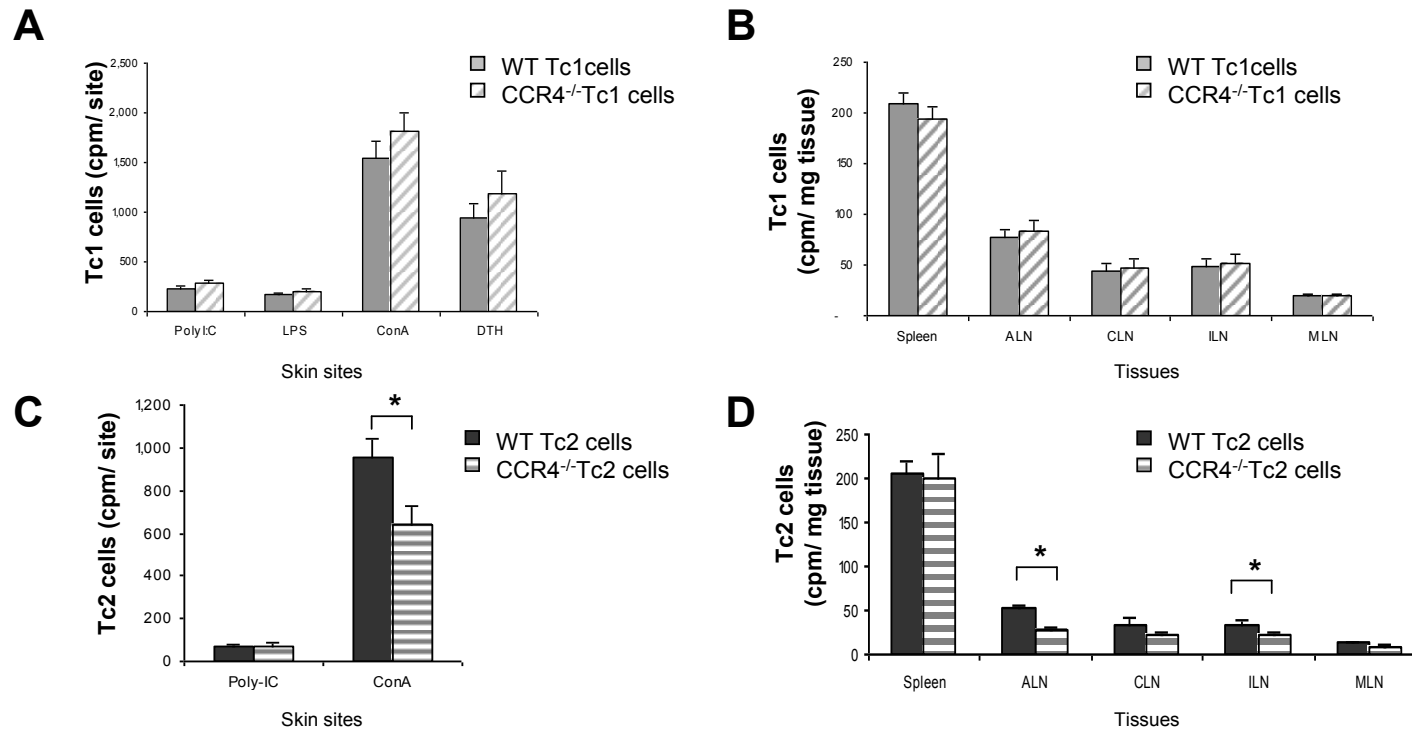 A
Tc1 cells (cpm/ site)
2,500
2,000
1,500
1,000
500
0
PolyI:C LPS ConA DTH
Skin sites
WT Tc1cells
CCR4-/-Tc1 cells
B
Tc1 cells
(cpm/ mg tissue)
250
200
150
100
50
-
Spleen ALN CLN ILN MLN
Tissues
WT Tc1cells
CCR4-/-Tc1 cells
C
Tc2 cells (cpm/ site)
1,200
1000
800
600
400
200
0
*
Poly-IC ConA
Skin sites
WT Tc2 cells
CCR4-/-Tc2 cells
D
Tc2 cells
(cpm/ mg tissue)
250
200
150
100
50
0
* *
Spleen ALN CLN ILN MLN
Tissues
WT Tc2 cells
CCR4-/-Tc2 cells